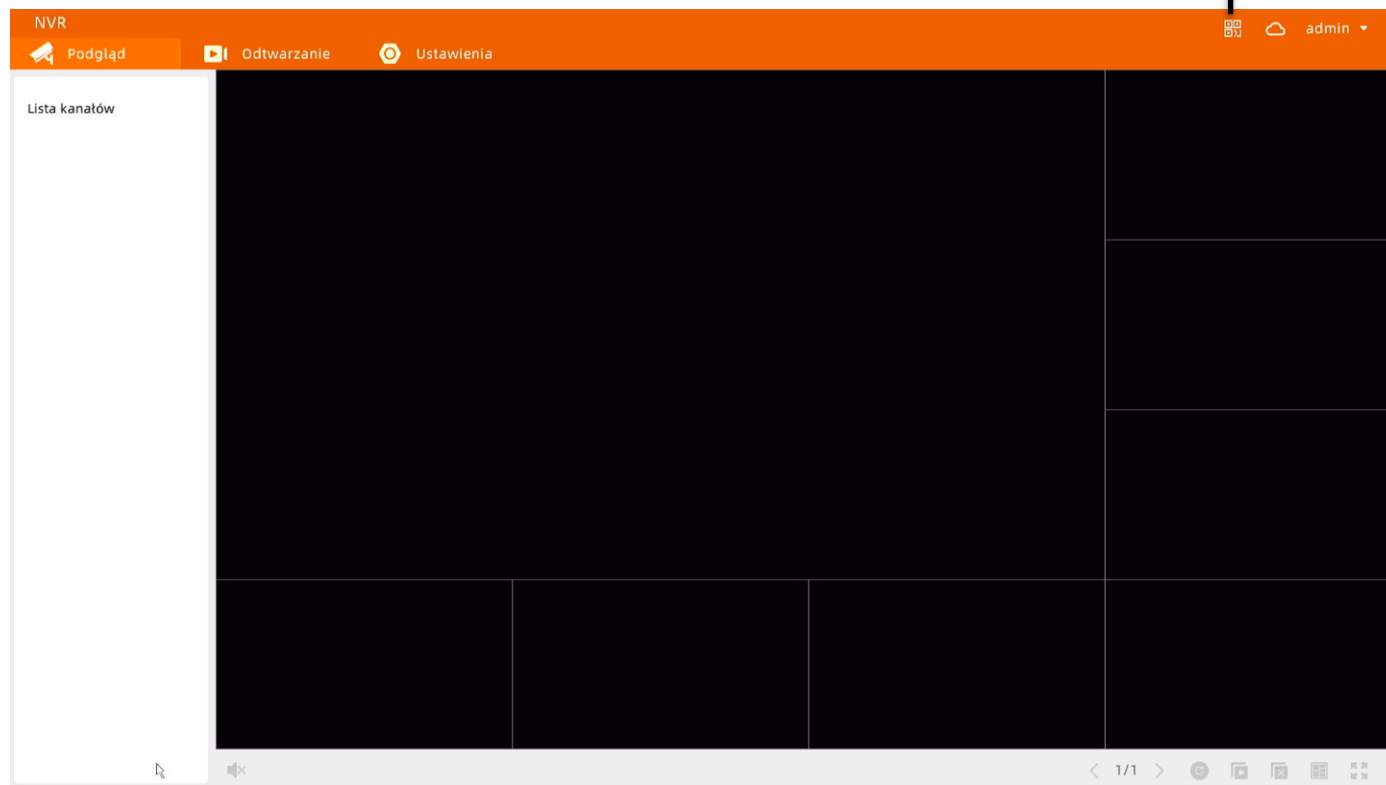 NVR
admin
Podgląd
Odtwarzanie
Ustawienia
Lista kanałów
1/1